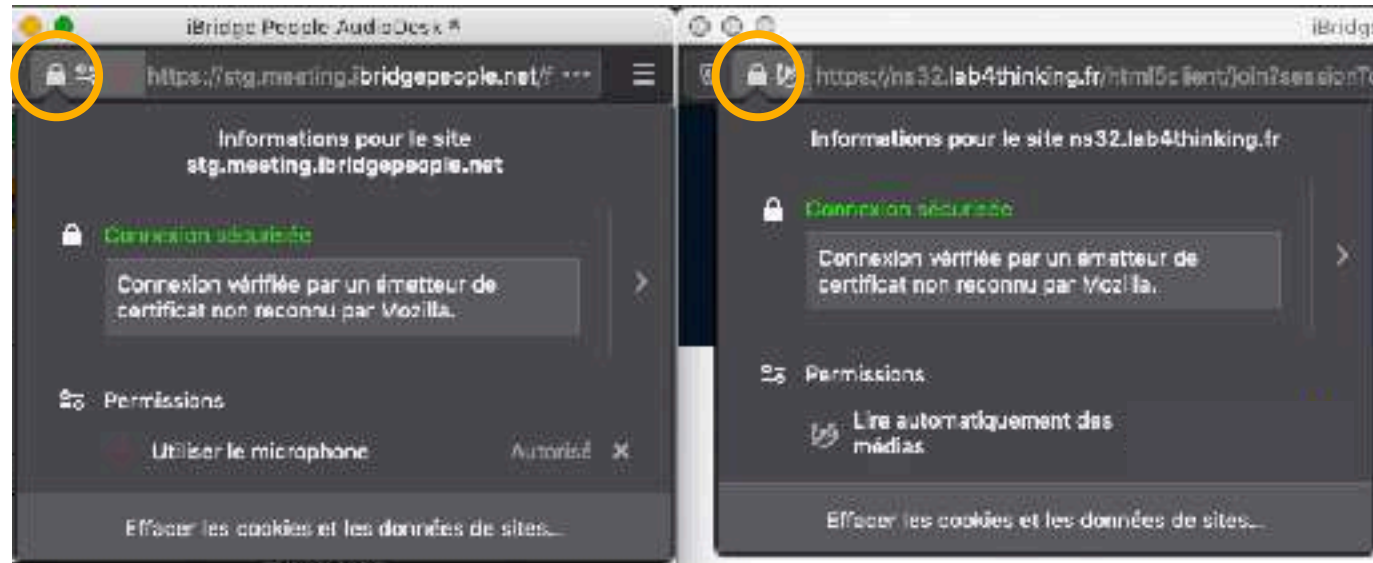 iBridge People AudioDesk
https://stg.meeting.ibridgepeople.net/f ···
Informations pour le site
stg.meeting.ibridgepeople.net
Connexion sécurisée
Connexion vérifiée par un émetteur de
certificat non reconnu par Mozilla.
Permissions
Utiliser le microphone Autorisé ×
Effacer les cookies et les données de sites...
iBridg
https://ns32.lab4thinking.fr/html5client/join?sessionTo
Informations pour le site ns32.lab4thinking.fr
Connexion sécurisée
Connexion vérifiée par un émetteur de
certificat non reconnu par Mozilla.
Permissions
Lire automatiquement des
médias
Effacer les cookies et les données de sites...